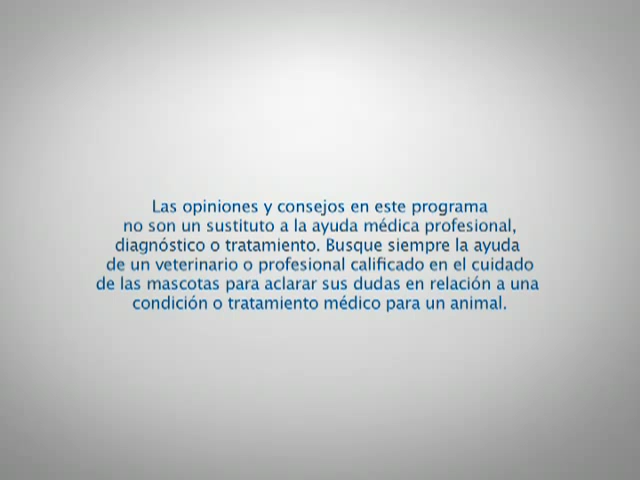 Las opiniones y consejos en este programa
no son un sustituto a la ayuda médica profesional,
diagnóstico o tratamiento. Busque siempre la ayuda
de un veterinario o profesional calificado en el cuidado
de las mascotas para aclarar sus dudas en relación a una
condición o tratamiento médico para un animal.